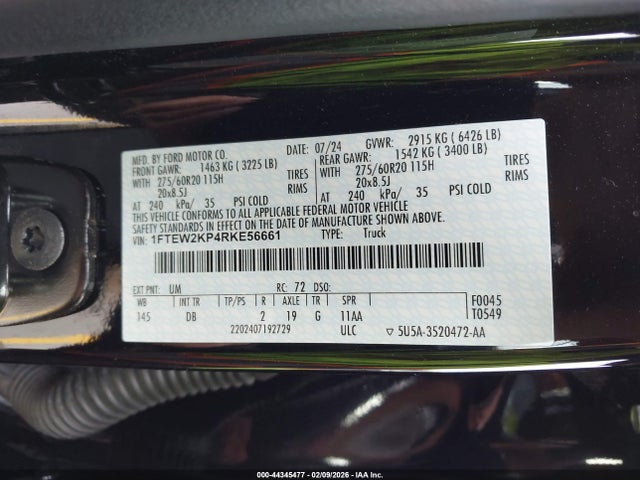 MFD. BY FORD MOTOR CO. DATE: 07/24 GVWR: 2915 KG ( 6426 LB)
FRONT GAWR: 1463 KG ( 3225 LB) REAR GAWR: 1542 KG ( 3400 LB)
WITH 275/60R20 115H TIRES WITH 275/60R20 115H TIRES
20x8.5J RIMS 20x8.5J RIMS
AT 240 kPa/ 35 PSI COLD AT 240 kPa/ 35 PSI COLD
THIS VEHICLE CONFORMS TO ALL APPLICABLE FEDERAL MOTOR VEHICLE
SAFETY STANDARDS IN EFFECT ON THE DATE OF MANUFACTURE SHOWN ABOVE.
VIN: 1FTEW2KP4RKE56661 TYPE: Truck
EXT PNT: UM RC: 72 DSO: F0045
WB INT TR TP/PS R AXLE TR SPR T0549
145 DB 2 19 G 11AA
2202407192729 ULC ▽ 5U5A-3520472-AA
000-44345477 - 02/09/2026 - IAA Inc.